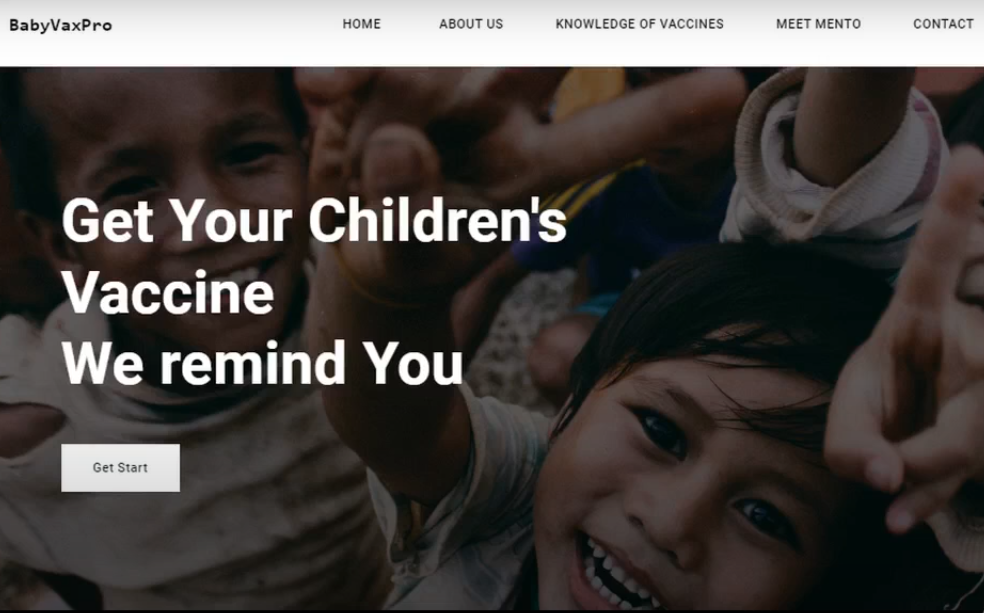 BabyVaxPro
HOME ABOUT US KNOWLEDGE OF VACCINES MEET MENTO CONTACT
Get Your Children's
Vaccine
We remind You
Get Start